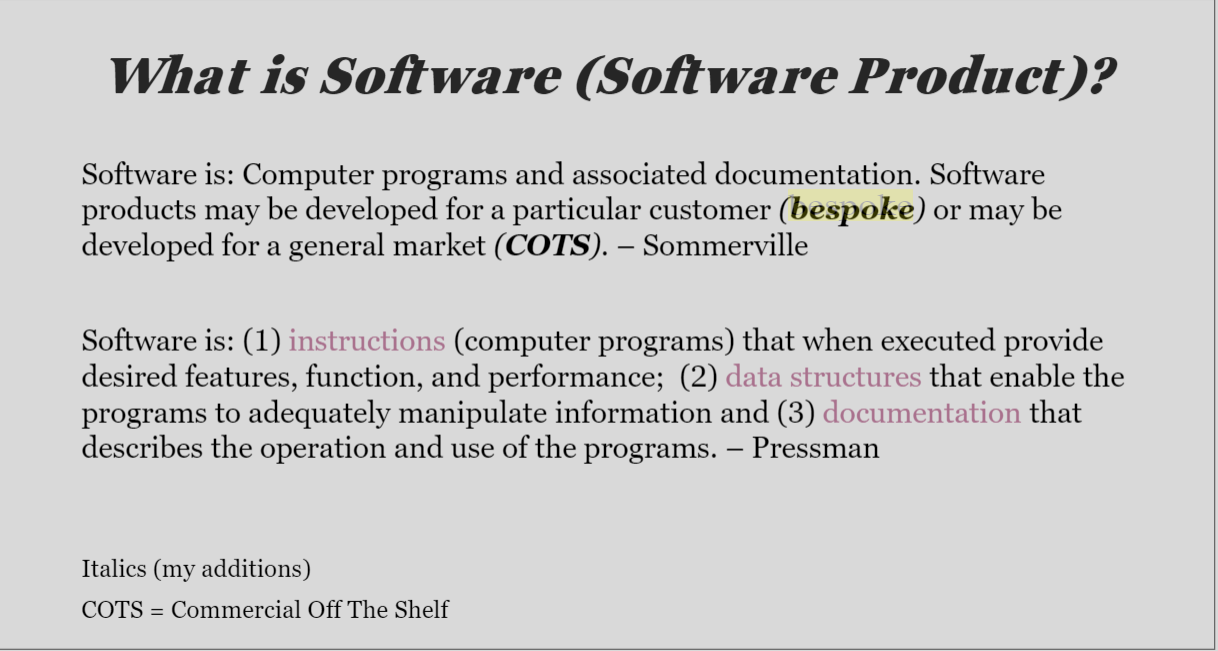 What is Software (Software Product)?
Software is: Computer programs and associated documentation. Software
products may be developed for a particular customer (bespoke) or may be
developed for a general market (COTS). – Sommerville
Software is: (1) instructions (computer programs) that when executed provide
desired features, function, and performance;  (2) data structures that enable the
programs to adequately manipulate information and (3) documentation that
describes the operation and use of the programs. – Pressman
Italics (my additions)
COTS = Commercial Off The Shelf